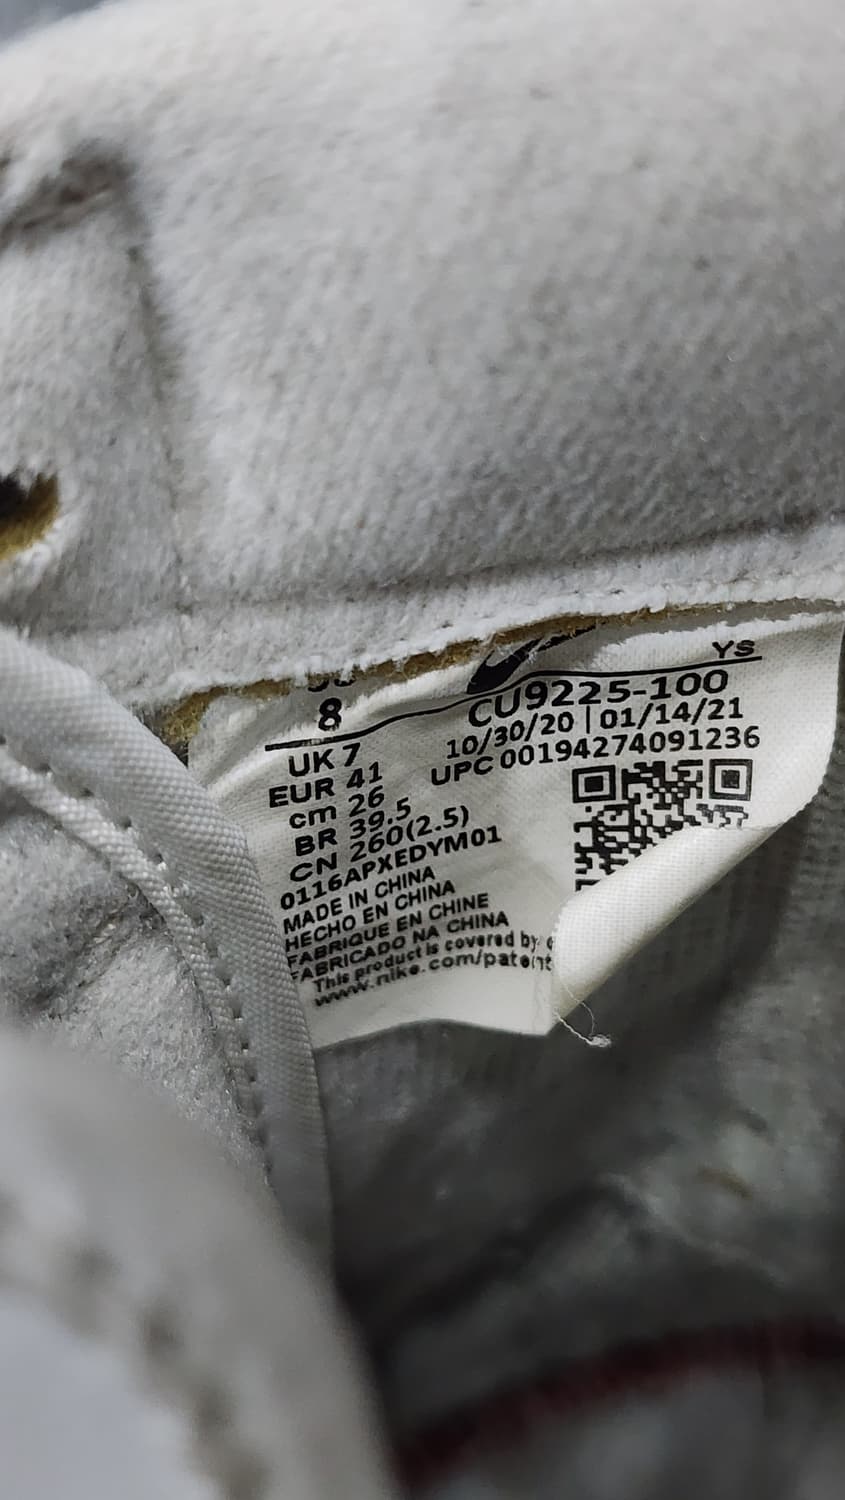 YS
8
CU9225-100
10/30/20 | 01/14/21
UPC 00194274091236
UK 7
EUR 41
cm 26
BR 39.5
CN 260(2.5)
0116APXEDYM01
MADE IN CHINA
HECHO EN CHINA
FABRIQUE EN CHINE
FABRICADO NA CHINA
This product is covered by
www.nike.com/patent